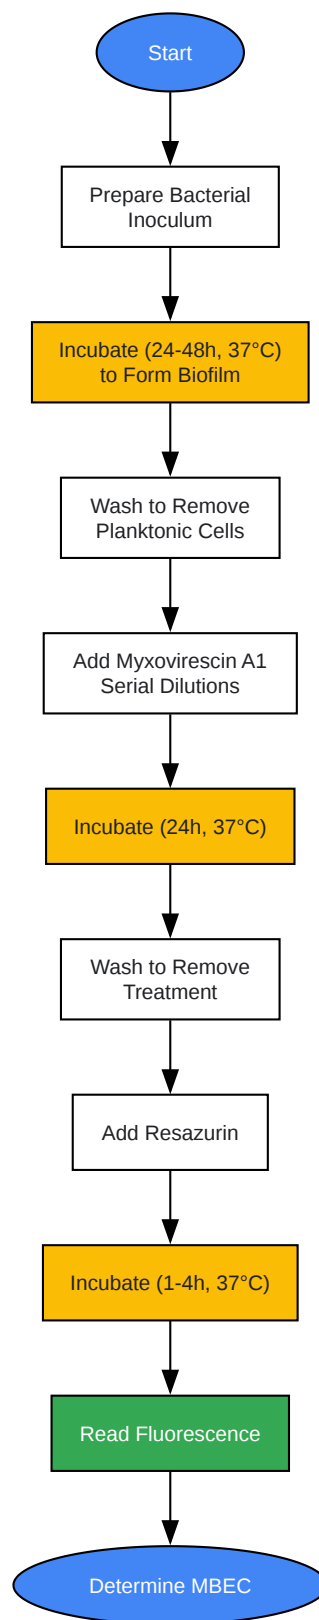 Start
Prepare Bacterial
Inoculum
Incubate (24-48h, 37°C)
to Form Biofilm
Wash to Remove
Planktonic Cells
Add Myxovirescin A1
Serial Dilutions
Incubate (24h, 37°C)
Wash to Remove
Treatment
Add Resazurin
Incubate (1-4h, 37°C)
Read Fluorescence
Determine MBEC